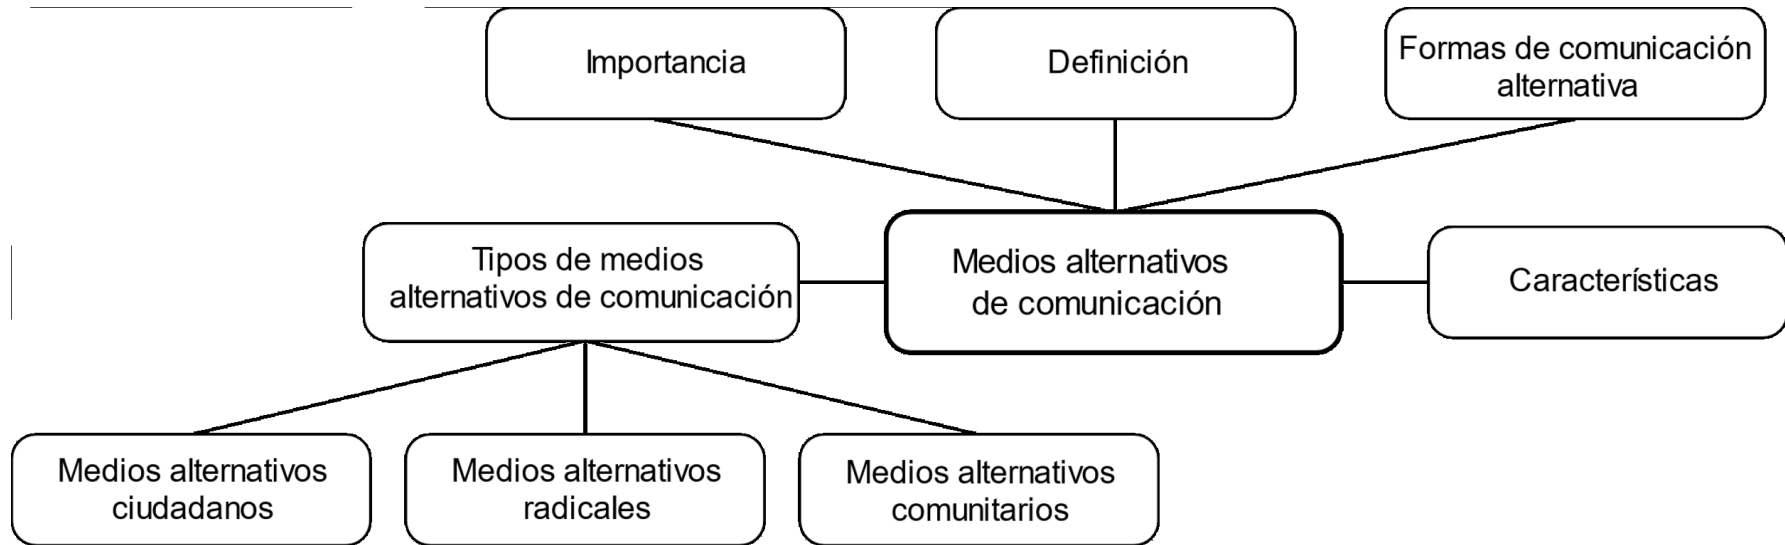 Importancia
Definición
Formas de comunicación
alternativa
Tipos de medios
alternativos de comunicación
Medios alternativos
de comunicación
Característicias
Medios alternativos
ciudadanos
Medios alternativos
radicales
Medios alternativos
comunitarios